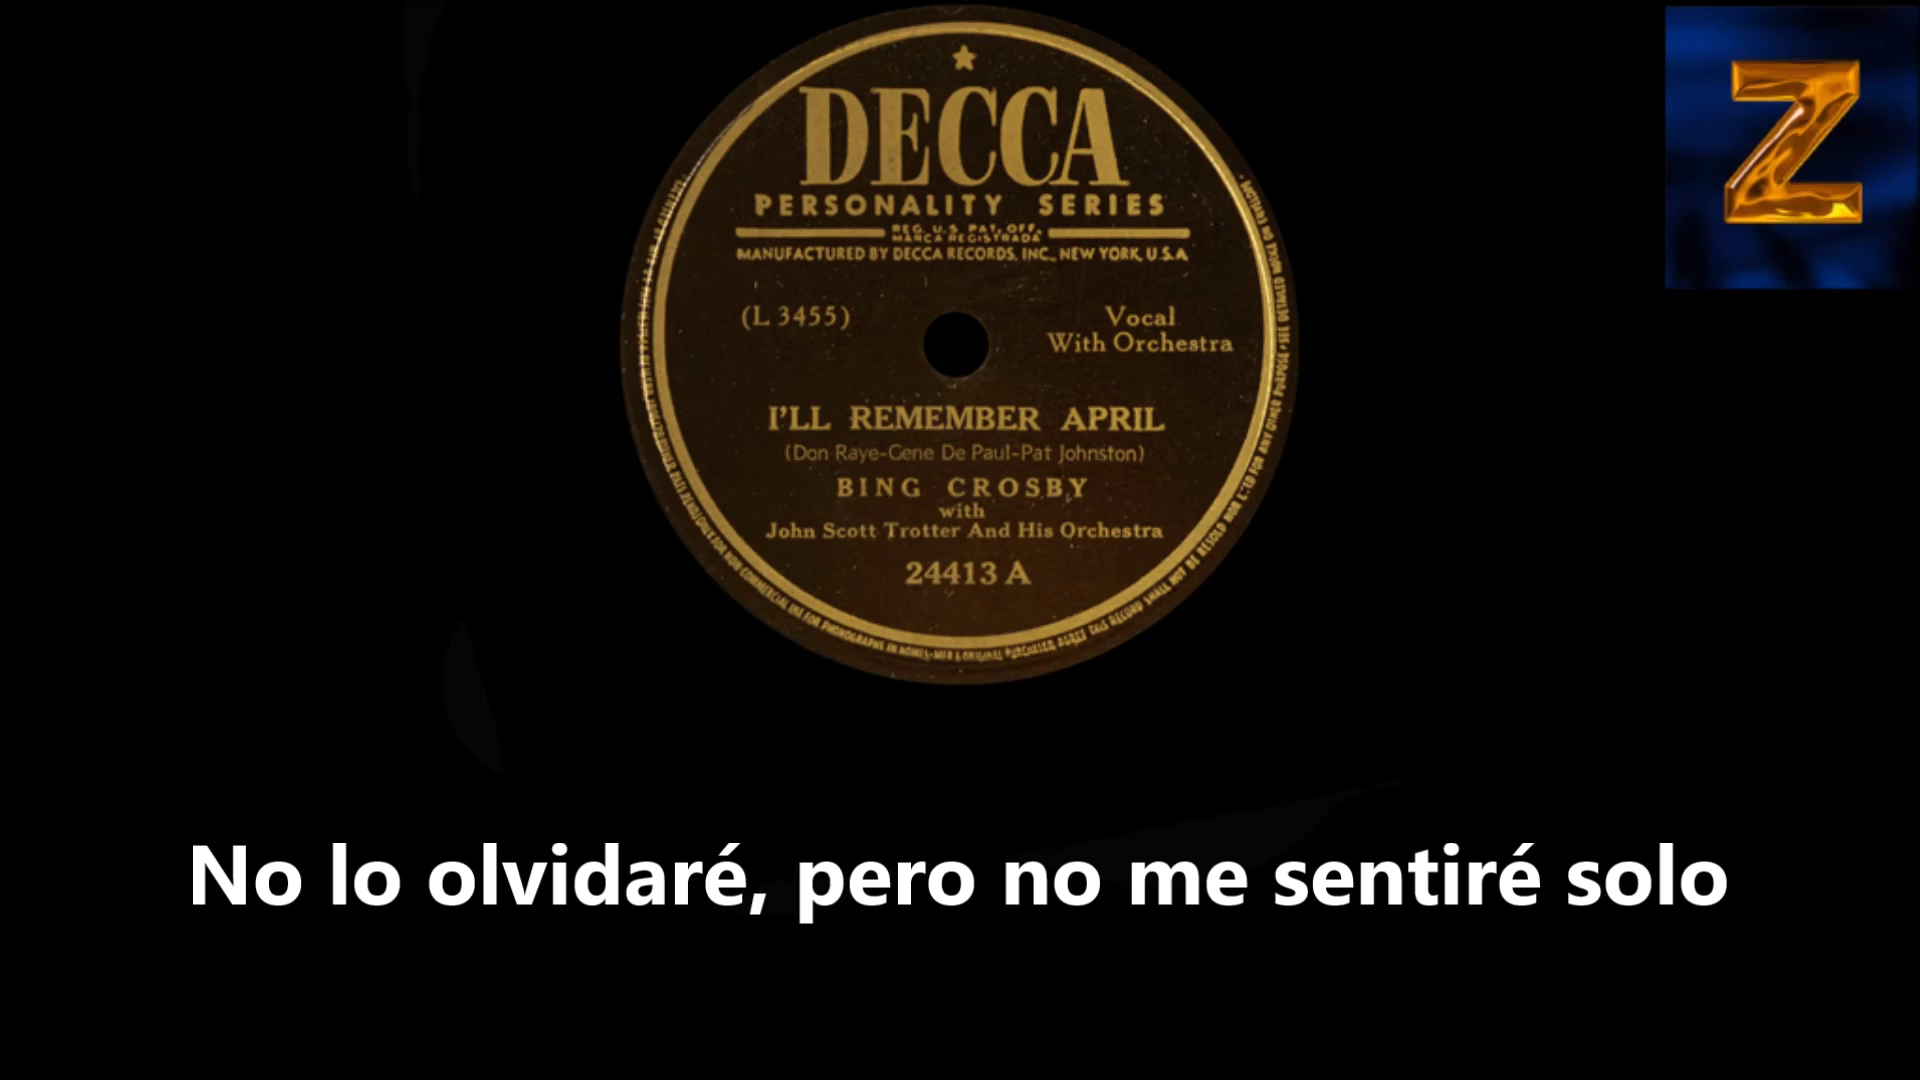 DECCA
PERSONALITY SERIES
REG. U.S. PAT. OFF.
MARCA REGISTRADA
MANUFACTURED BY DECCA RECORDS, INC., NEW YORK, U.S.A
(L 3455)
Vocal
With Orchestra
I'LL REMEMBER APRIL
(Don Raye-Gene De Paul-Pat Johnston)
BING CROSBY
with
John Scott Trotter And His Orchestra
24413 A
Z
No lo olvidaré, pero no me sentiré solo